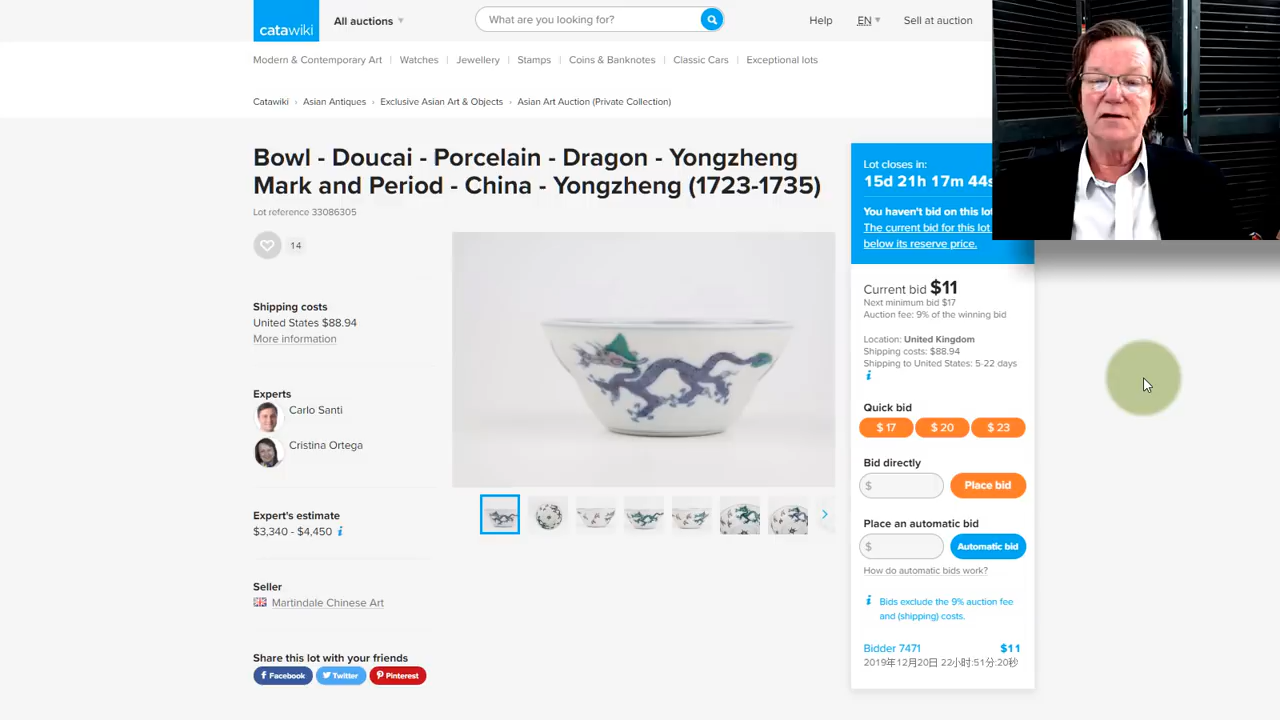 catawiki
All auctions
What are you looking for?
Help
EN
Sell at auction
Modern & Contemporary Art
Watches
Jewellery
Stamps
Coins & Banknotes
Classic Cars
Exceptional lots
Catawiki › Asian Antiques › Exclusive Asian Art & Objects › Asian Art Auction (Private Collection)
Bowl - Doucai - Porcelain - Dragon - Yongzheng
Mark and Period - China - Yongzheng (1723-1735)
Lot reference 33086305
14
Shipping costs
United States $88.94
More information
Experts
Carlo Santi
Cristina Ortega
Expert's estimate
$3,340 - $4,450
Seller
Martindale Chinese Art
Share this lot with your friends
Facebook
Twitter
Pinterest
Lot closes in:
15d 21h 17m 44s
You haven't bid on this lot
The current bid for this lot
below its reserve price.
Current bid $11
Next minimum bid $17
Auction fee: 9% of the winning bid
Location: United Kingdom
Shipping costs: $88.94
Shipping to United States: 5-22 days
Quick bid
$ 17
$ 20
$ 23
Bid directly
$
Place bid
Place an automatic bid
$
Automatic bid
How do automatic bids work?
Bids exclude the 9% auction fee
and (shipping) costs.
Bidder 7471 $11
2019年12月20日 22小时:51分:20秒